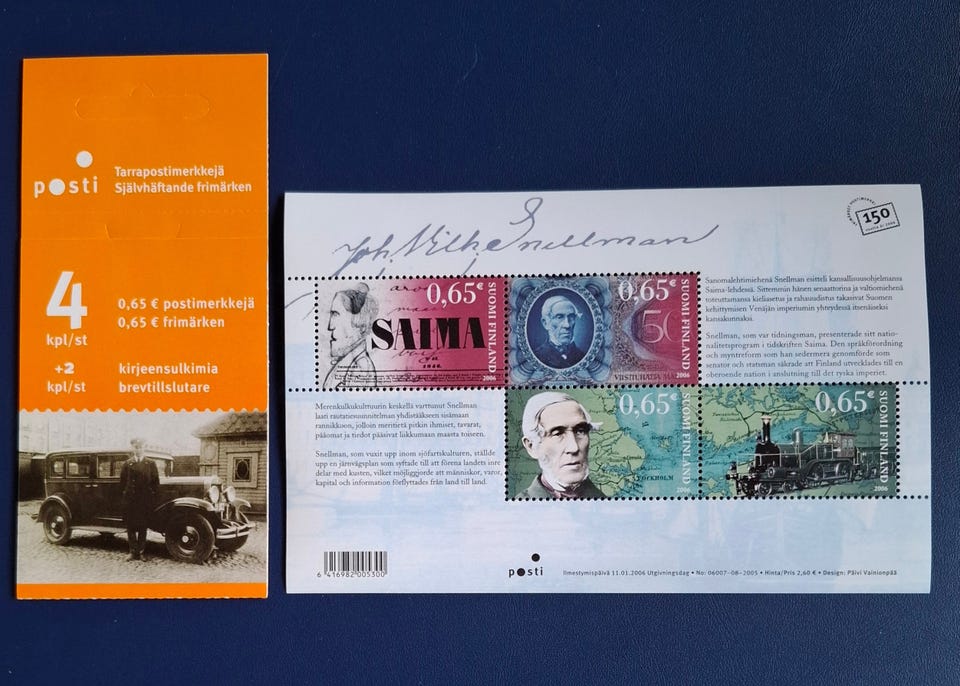 posti
Tarrapostimerkkejä
Självhäftande frimärken
4
kpl/st
0,65 € postimerkkejä
0,65 € frimärken
+2
kpl/st
kirjeensulkimia
brevtillslutare
Joh. Vilh. Snellman
150
0,65€
SUOMI FINLAND
SAIMA
2006
0,65€
SUOMI FINLAND
50
2006
Sanomalehtimiehenä Snellman esitteli kansallisuusohjelmansa
Saima-lehdessä. Sittemmin hänen senaattorina ja valtiomiehenä
toteuttamansa kieliasetus ja rahauudistus takasivat Suomen
kehittymisen Venäjän imperiumin yhteydessä itsenäiseksi
kansakunnaksi.
Snellman, som var tidningsman, presenterade sitt natio-
nalitetsprogram i tidskriften Saima. Den språkförordning
och myntreform som han sedermera genomförde som
senator och statsman säkrade att Finland utvecklades till en
oberoende nation i anslutning till det ryska imperiet.
Merenkulkukulttuurin keskellä varttunut Snellman
laati rautatiesuunnitelman yhdistääkseen sisämaan
rannikkoon, jolloin meritietä pitkin ihmiset, tavarat,
pääomat ja tiedot pääsivät liikkumaan maasta toiseen.
Snellman, som vuxit upp inom sjöfartskulturen, ställde
upp en järnvägsplan som syftade till att förena landets inre
delar med kusten, vilket möjliggjorde att människor, varor,
kapital och information förflyttades från land till land.
0,65€
SUOMI FINLAND
STOCKHOLM
2006
0,65€
SUOMI FINLAND
2006
6 416982 005300
posti
Ilmestymispäivä 11.01.2006 Utgivningsdag • No: 06007-08-2005 • Hinta/Pris 2,60 € • Design: Päivi Vainionpää